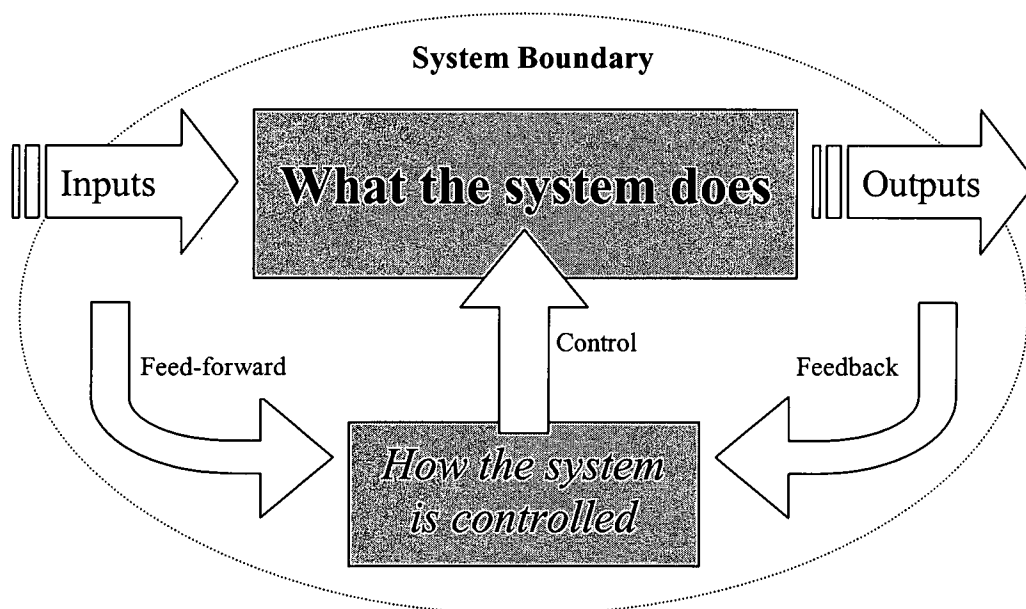 System Boundary
Inputs
What the system does
Outputs
Feed-forward
Control
Feedback
How the system
is controlled